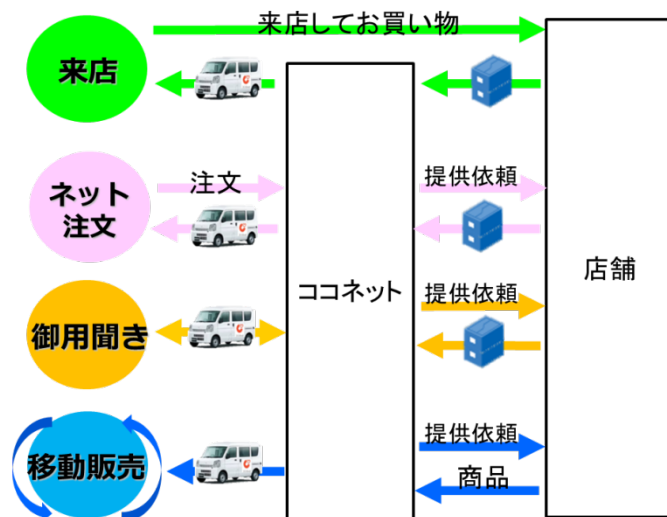 来店してお買い物
来店
ネット
注文
注文
提供依頼
店舗
ココネット
提供依頼
御用聞き
提供依頼
移動販売
商品